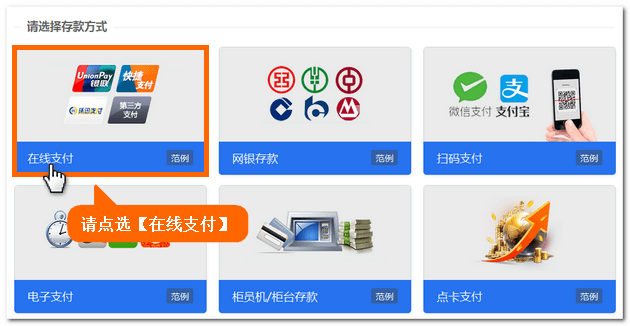 请选择存款方式
UnionPay
银联
快捷
支付
第三方
支付
微信支付 支付宝
在线支付 范例
网银存款 范例
扫码支付 范例
请点选【在线支付】
电子支付 范例
柜员机/柜台存款 范例
点卡支付 范例